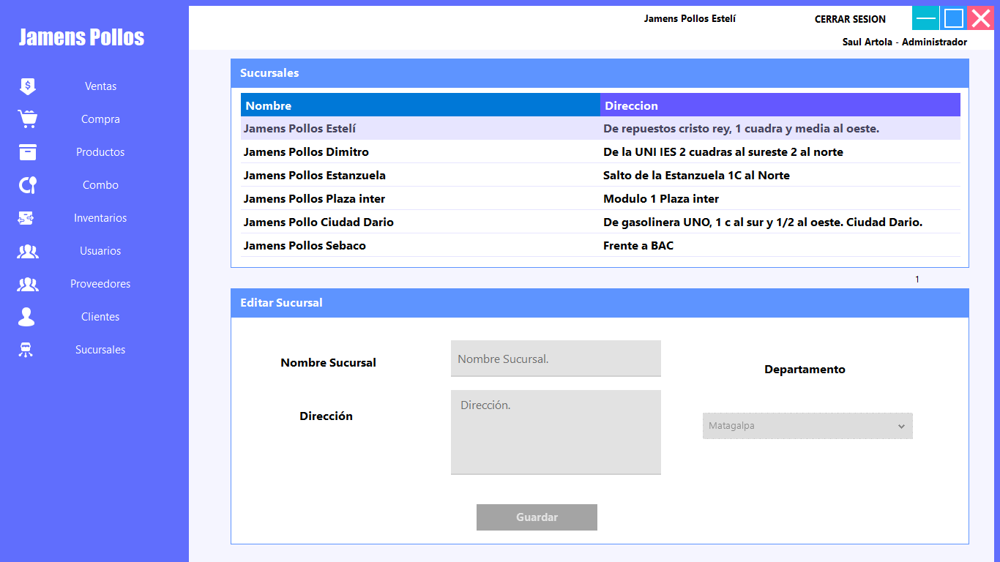 Jamens Pollos Estelí
CERRAR SESION
Saul Artola - Administrador
Jamens Pollos
Ventas
Compra
Productos
Combo
Inventarios
Usuarios
Proveedores
Clientes
Sucursales
Sucursales
Nombre Direccion
Jamens Pollos Estelí De repuestos cristo rey, 1 cuadra y media al oeste.
Jamens Pollos Dimitro De la UNI IES 2 cuadras al sureste 2 al norte
Jamens Pollos Estanzuela Salto de la Estanzuela 1C al Norte
Jamens Pollos Plaza inter Modulo 1 Plaza inter
Jamens Pollo Ciudad Dario De gasolinera UNO, 1 c al sur y 1/2 al oeste. Ciudad Dario.
Jamens Pollos Sebaco Frente a BAC
1
Editar Sucursal
Nombre Sucursal Nombre Sucursal.
Departamento
Dirección Dirección.
Matagalpa
Guardar